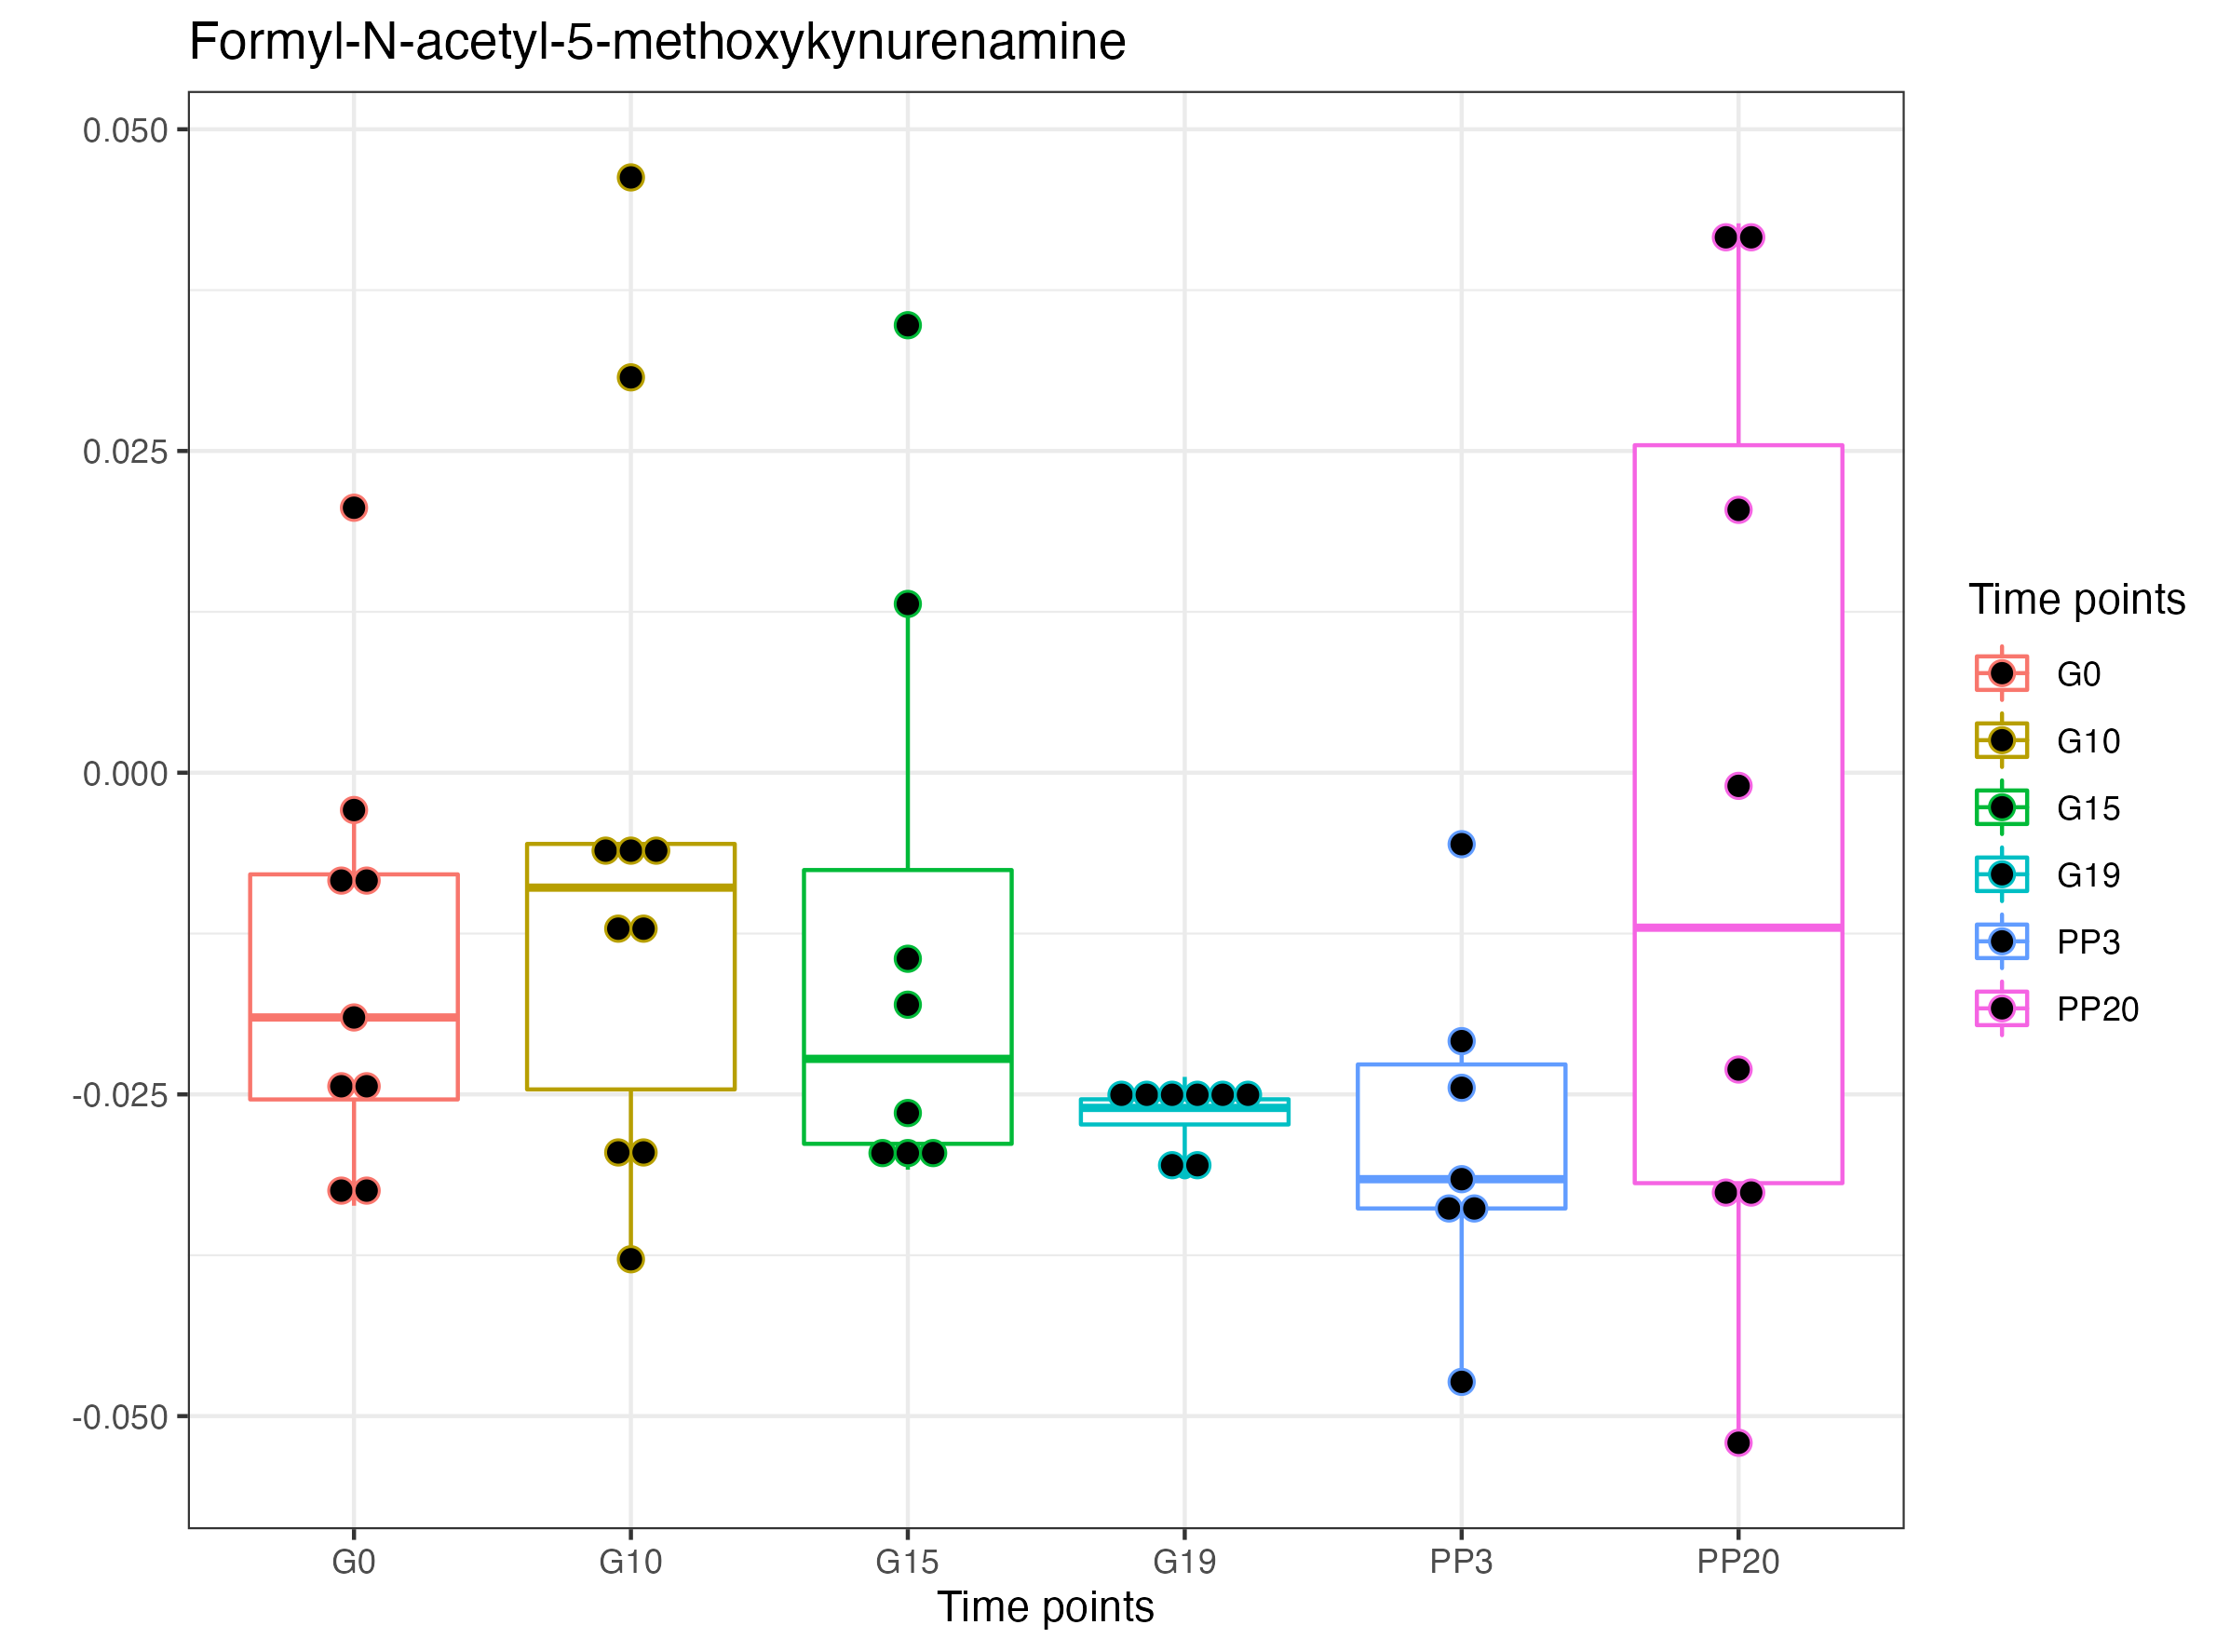 Formyl-N-acetyl-5-methoxykynurenamine
0.050
0.025
0.000
-0.025
-0.050
G0 G10 G15 G19 PP3 PP20
Time points
Time points
G0
G10
G15
G19
PP3
PP20